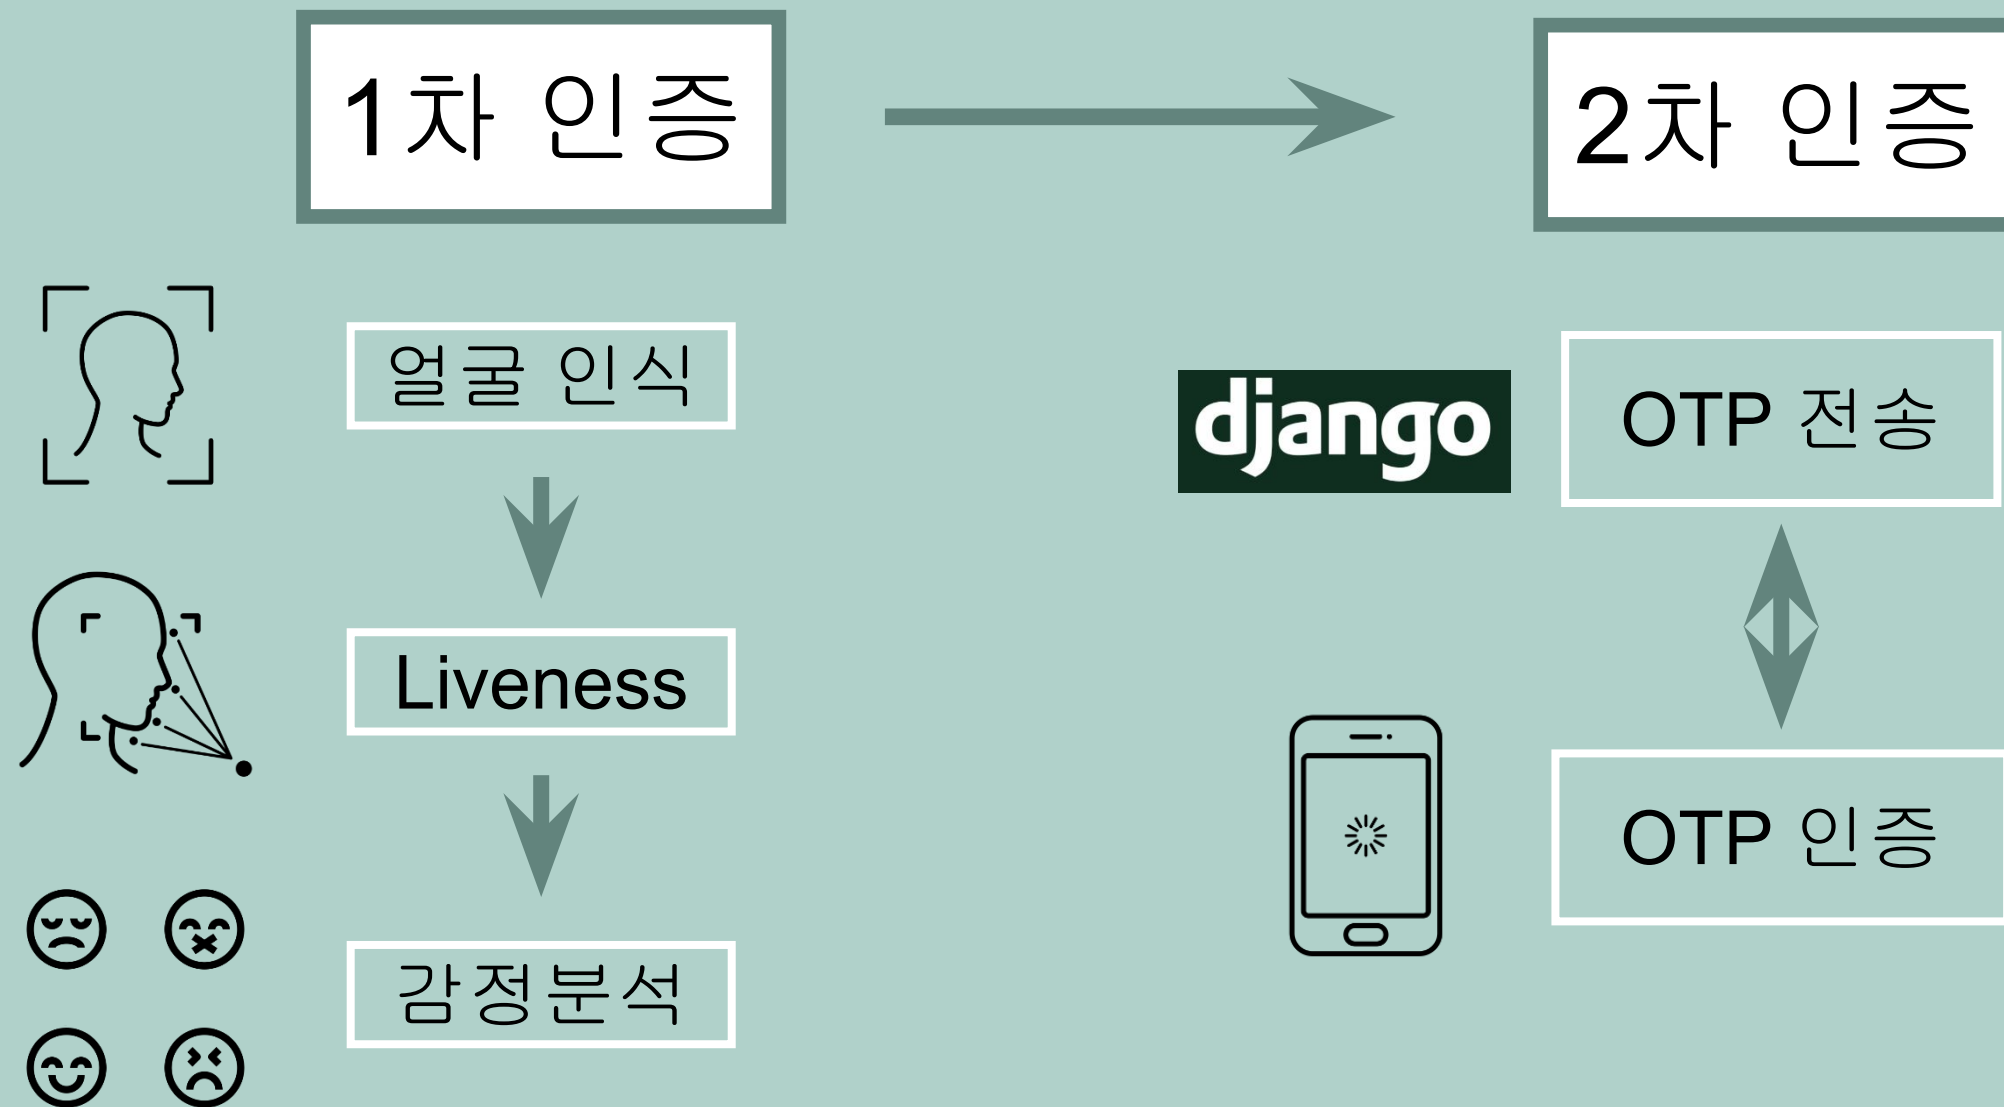 1차 인증
2차 인증
얼굴 인식
Liveness
감정분석
django
OTP 전송
OTP 인증